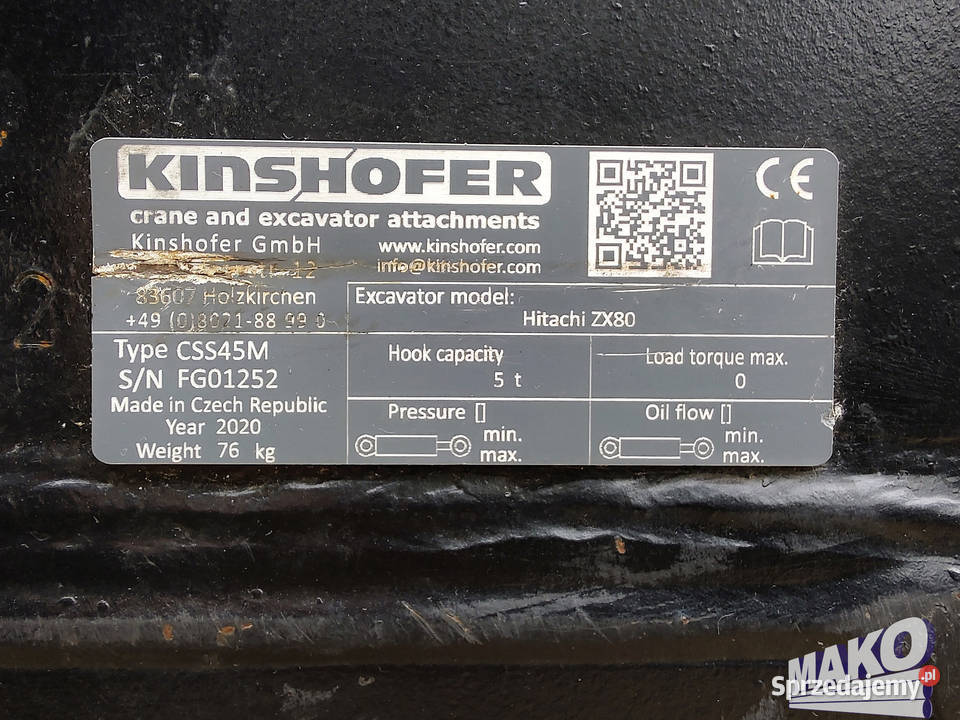 KINSHOFER
crane and excavator attachments
Kinshofer GmbH
12
83607 Holzkirchen
+49 (0)8021-88 99 0
www.kinshofer.com
info@kinshofer.com
CE
Excavator model:
Hitachi ZX80
Type CSS45M
S/N FG01252
Made in Czech Republic
Year 2020
Weight 76 kg
Hook capacity
5 t
Load torque max.
0
Pressure []
min.
max.
Oil flow []
min.
max.
2
MAKO
Sprzedajemy.pl